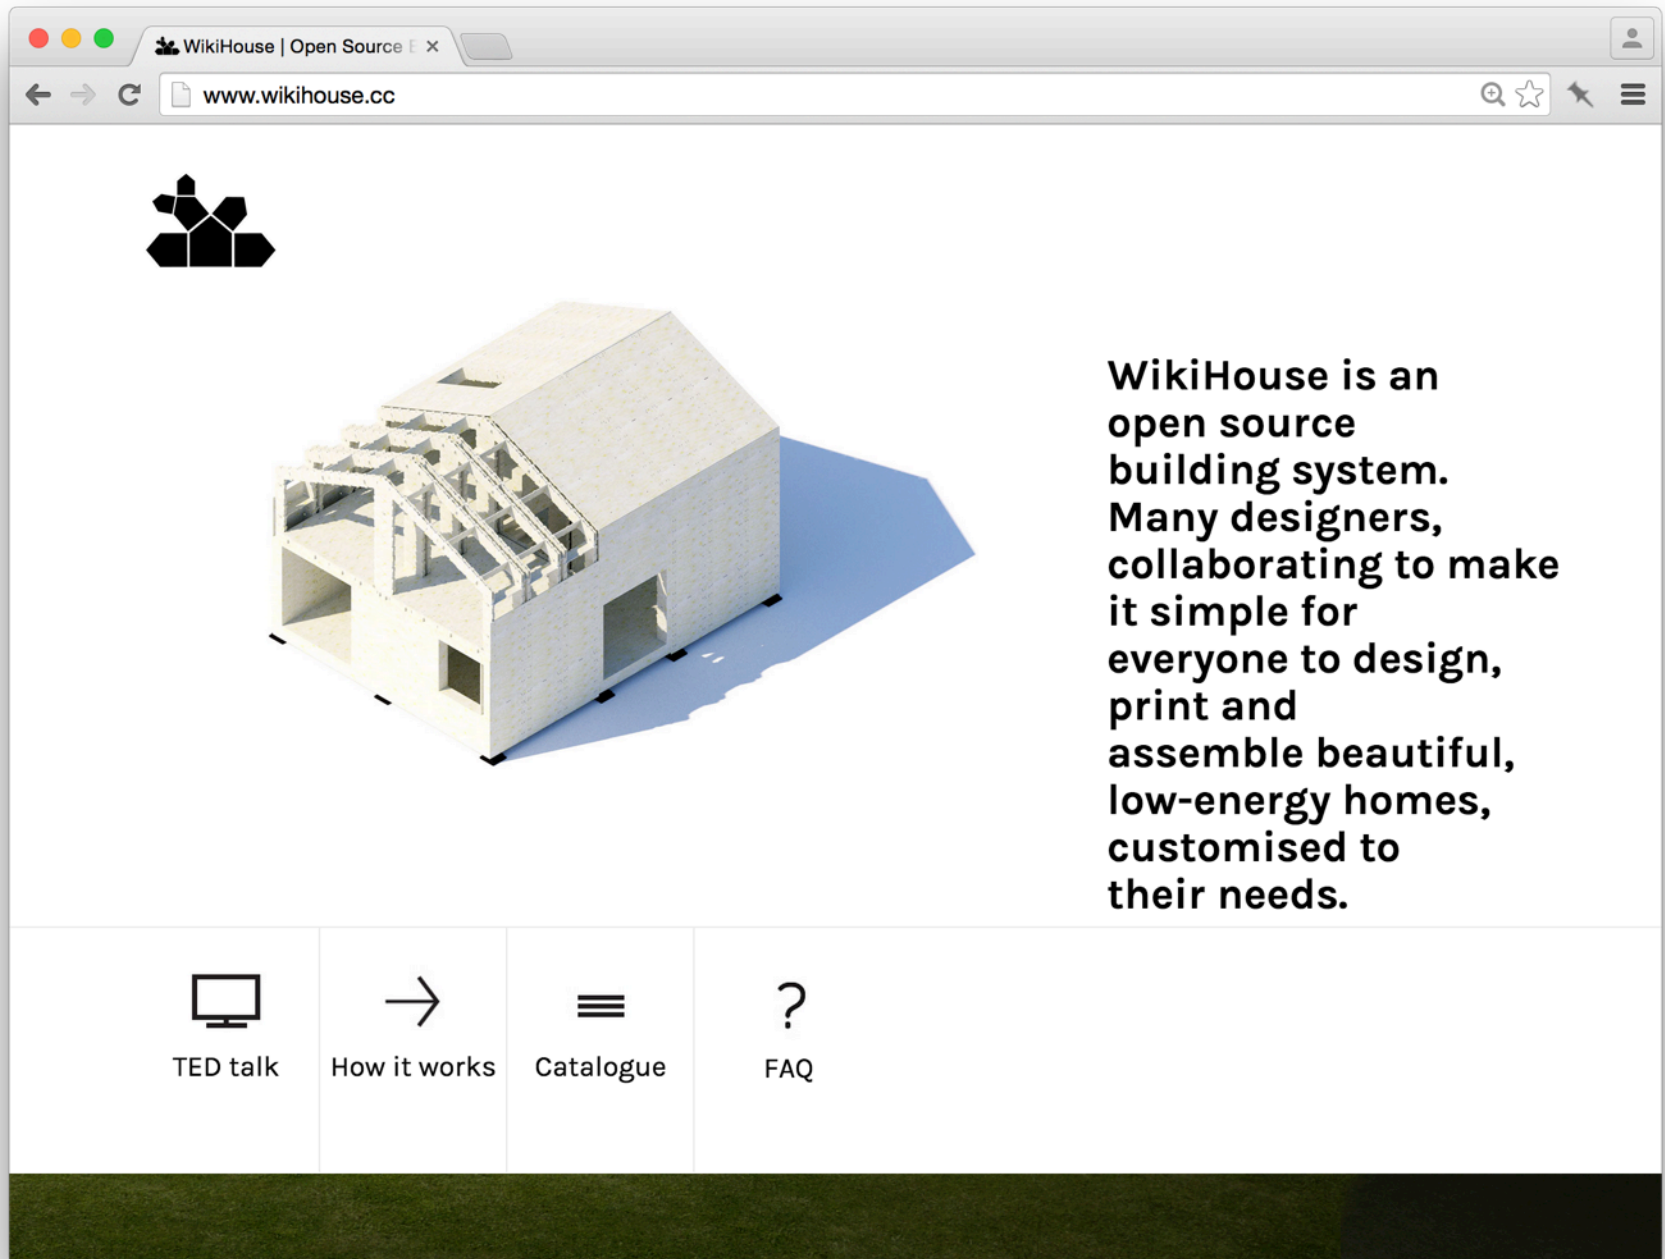 WikiHouse | Open Source
www.wikihouse.cc
WikiHouse is an
open source
building system.
Many designers,
collaborating to make
it simple for
everyone to design,
print and
assemble beautiful,
low-energy homes,
customised to
their needs.
TED talk
How it works
Catalogue
FAQ